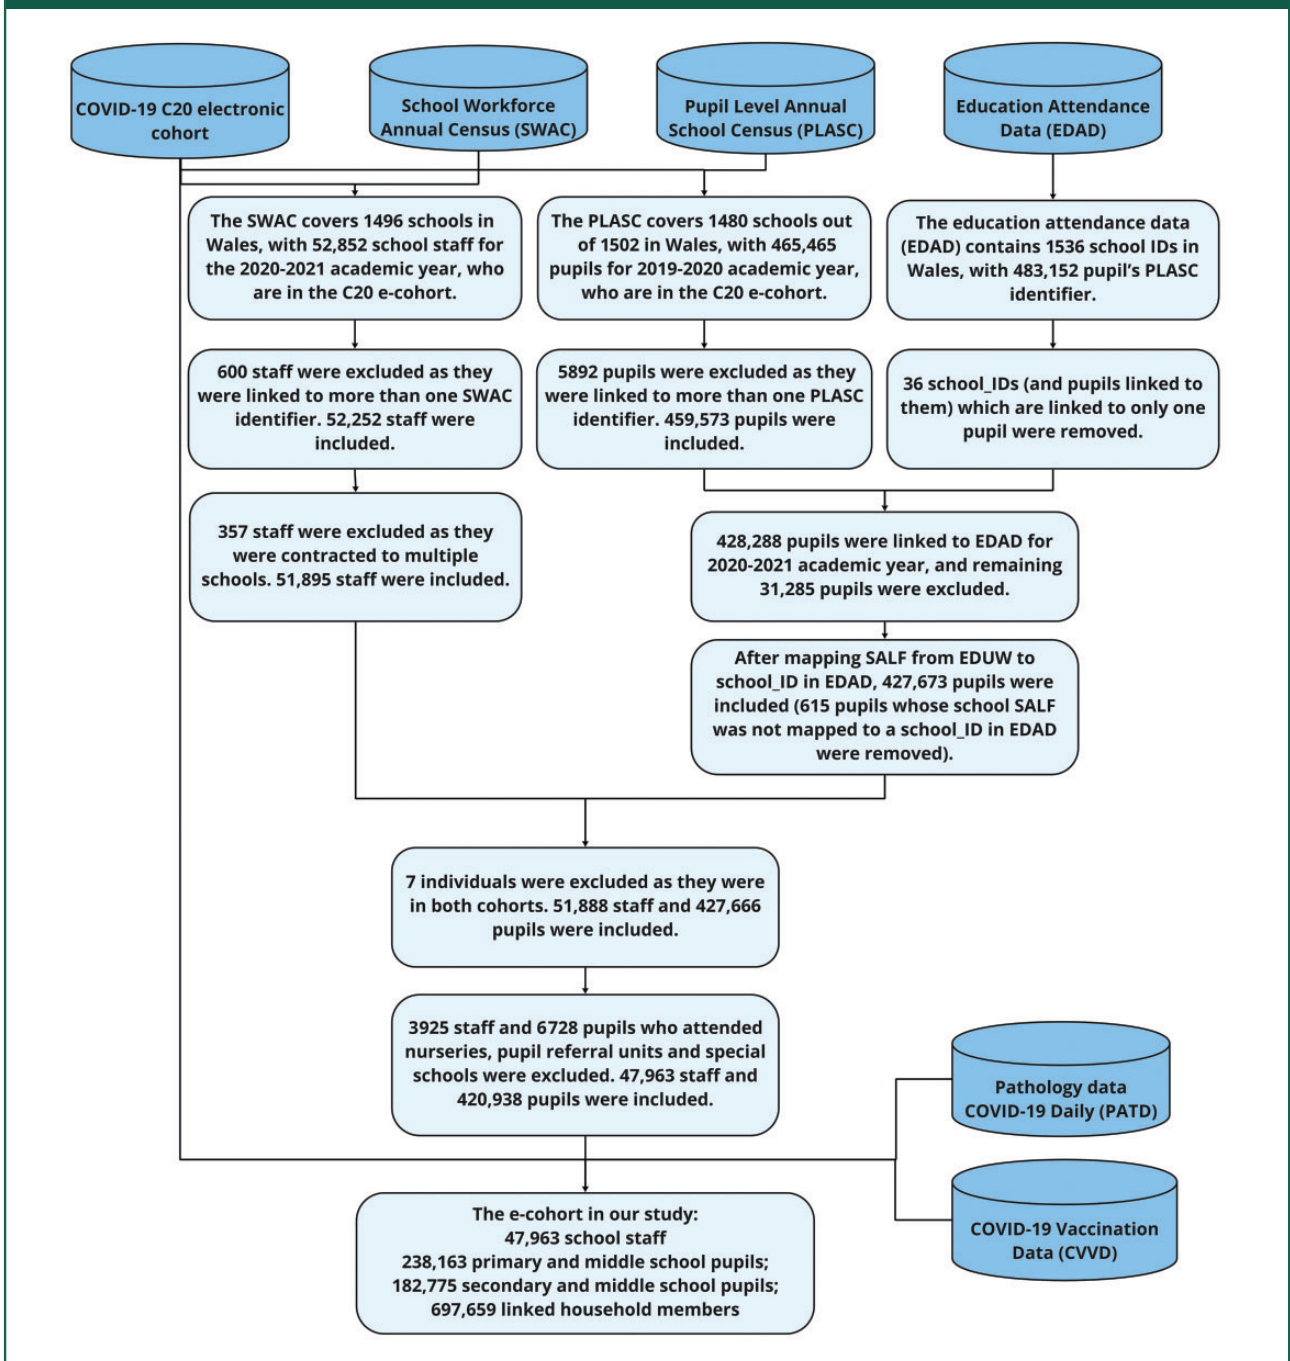 COVID-19 C20 electronic
cohort
School Workforce
Annual Census (SWAC)
Pupil Level Annual
School Census (PLASC)
Education Attendance
Data (EDAD)
The SWAC covers 1496 schools in
Wales, with 52,852 school staff for
the 2020-2021 academic year, who
are in the C20 e-cohort.
The PLASC covers 1480 schools out
of 1502 in Wales, with 465,465
pupils for 2019-2020 academic year,
who are in the C20 e-cohort.
The education attendance data
(EDAD) contains 1536 school IDs in
Wales, with 483,152 pupil’s PLASC
identifier.
600 staff were excluded as they
were linked to more than one SWAC
identifier. 52,252 staff were
included.
5892 pupils were excluded as they
were linked to more than one PLASC
identifier. 459,573 pupils were
included.
36 school_IDs (and pupils linked to
them) which are linked to only one
pupil were removed.
357 staff were excluded as they
were contracted to multiple
schools. 51,895 staff were included.
428,288 pupils were linked to EDAD for
2020-2021 academic year, and remaining
31,285 pupils were excluded.
After mapping SALF from EDUW to
school_ID in EDAD, 427,673 pupils were
included (615 pupils whose school SALF
was not mapped to a school_ID in EDAD
were removed).
7 individuals were excluded as they were
in both cohorts. 51,888 staff and 427,666
pupils were included.
3925 staff and 6728 pupils who attended
nurseries, pupil referral units and special
schools were excluded. 47,963 staff and
420,938 pupils were included.
Pathology data
COVID-19 Daily (PATD)
COVID-19 Vaccination
Data (CVVD)
The e-cohort in our study:
47,963 school staff
238,163 primary and middle school pupils;
182,775 secondary and middle school pupils;
697,659 linked household members